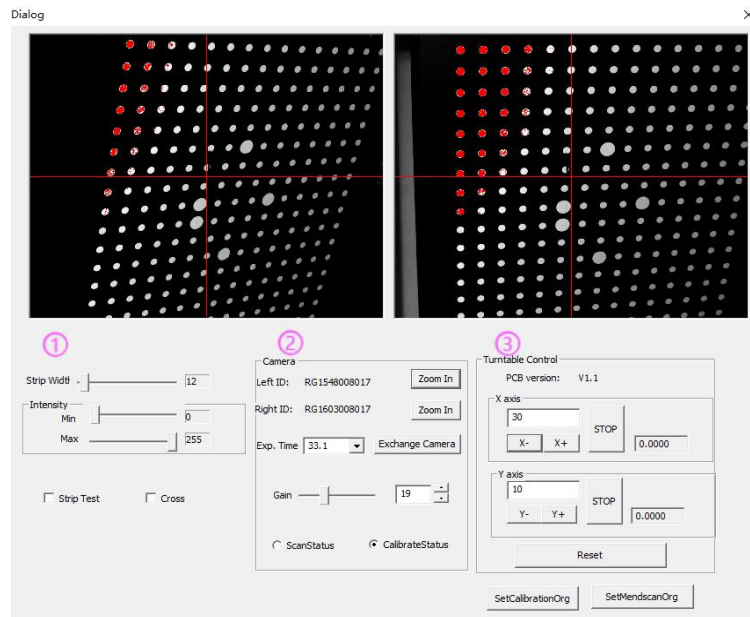 Dialog
①
Strip Width
12
Intensity
Min
0
Max
255
Strip Test
Cross
②
Camera
Left ID: RG1548008017
Zoom In
Right ID: RG1603008017
Zoom In
Exp. Time 33.1
Exchange Camera
Gain
19
ScanStatus
CalibrateStatus
③
Turntable Control
PCB version: V1.1
X axis
30
STOP
X- X+
0.0000
Y axis
10
STOP
Y- Y+
0.0000
Reset
SetCalibrationOrg
SetMendscanOrg